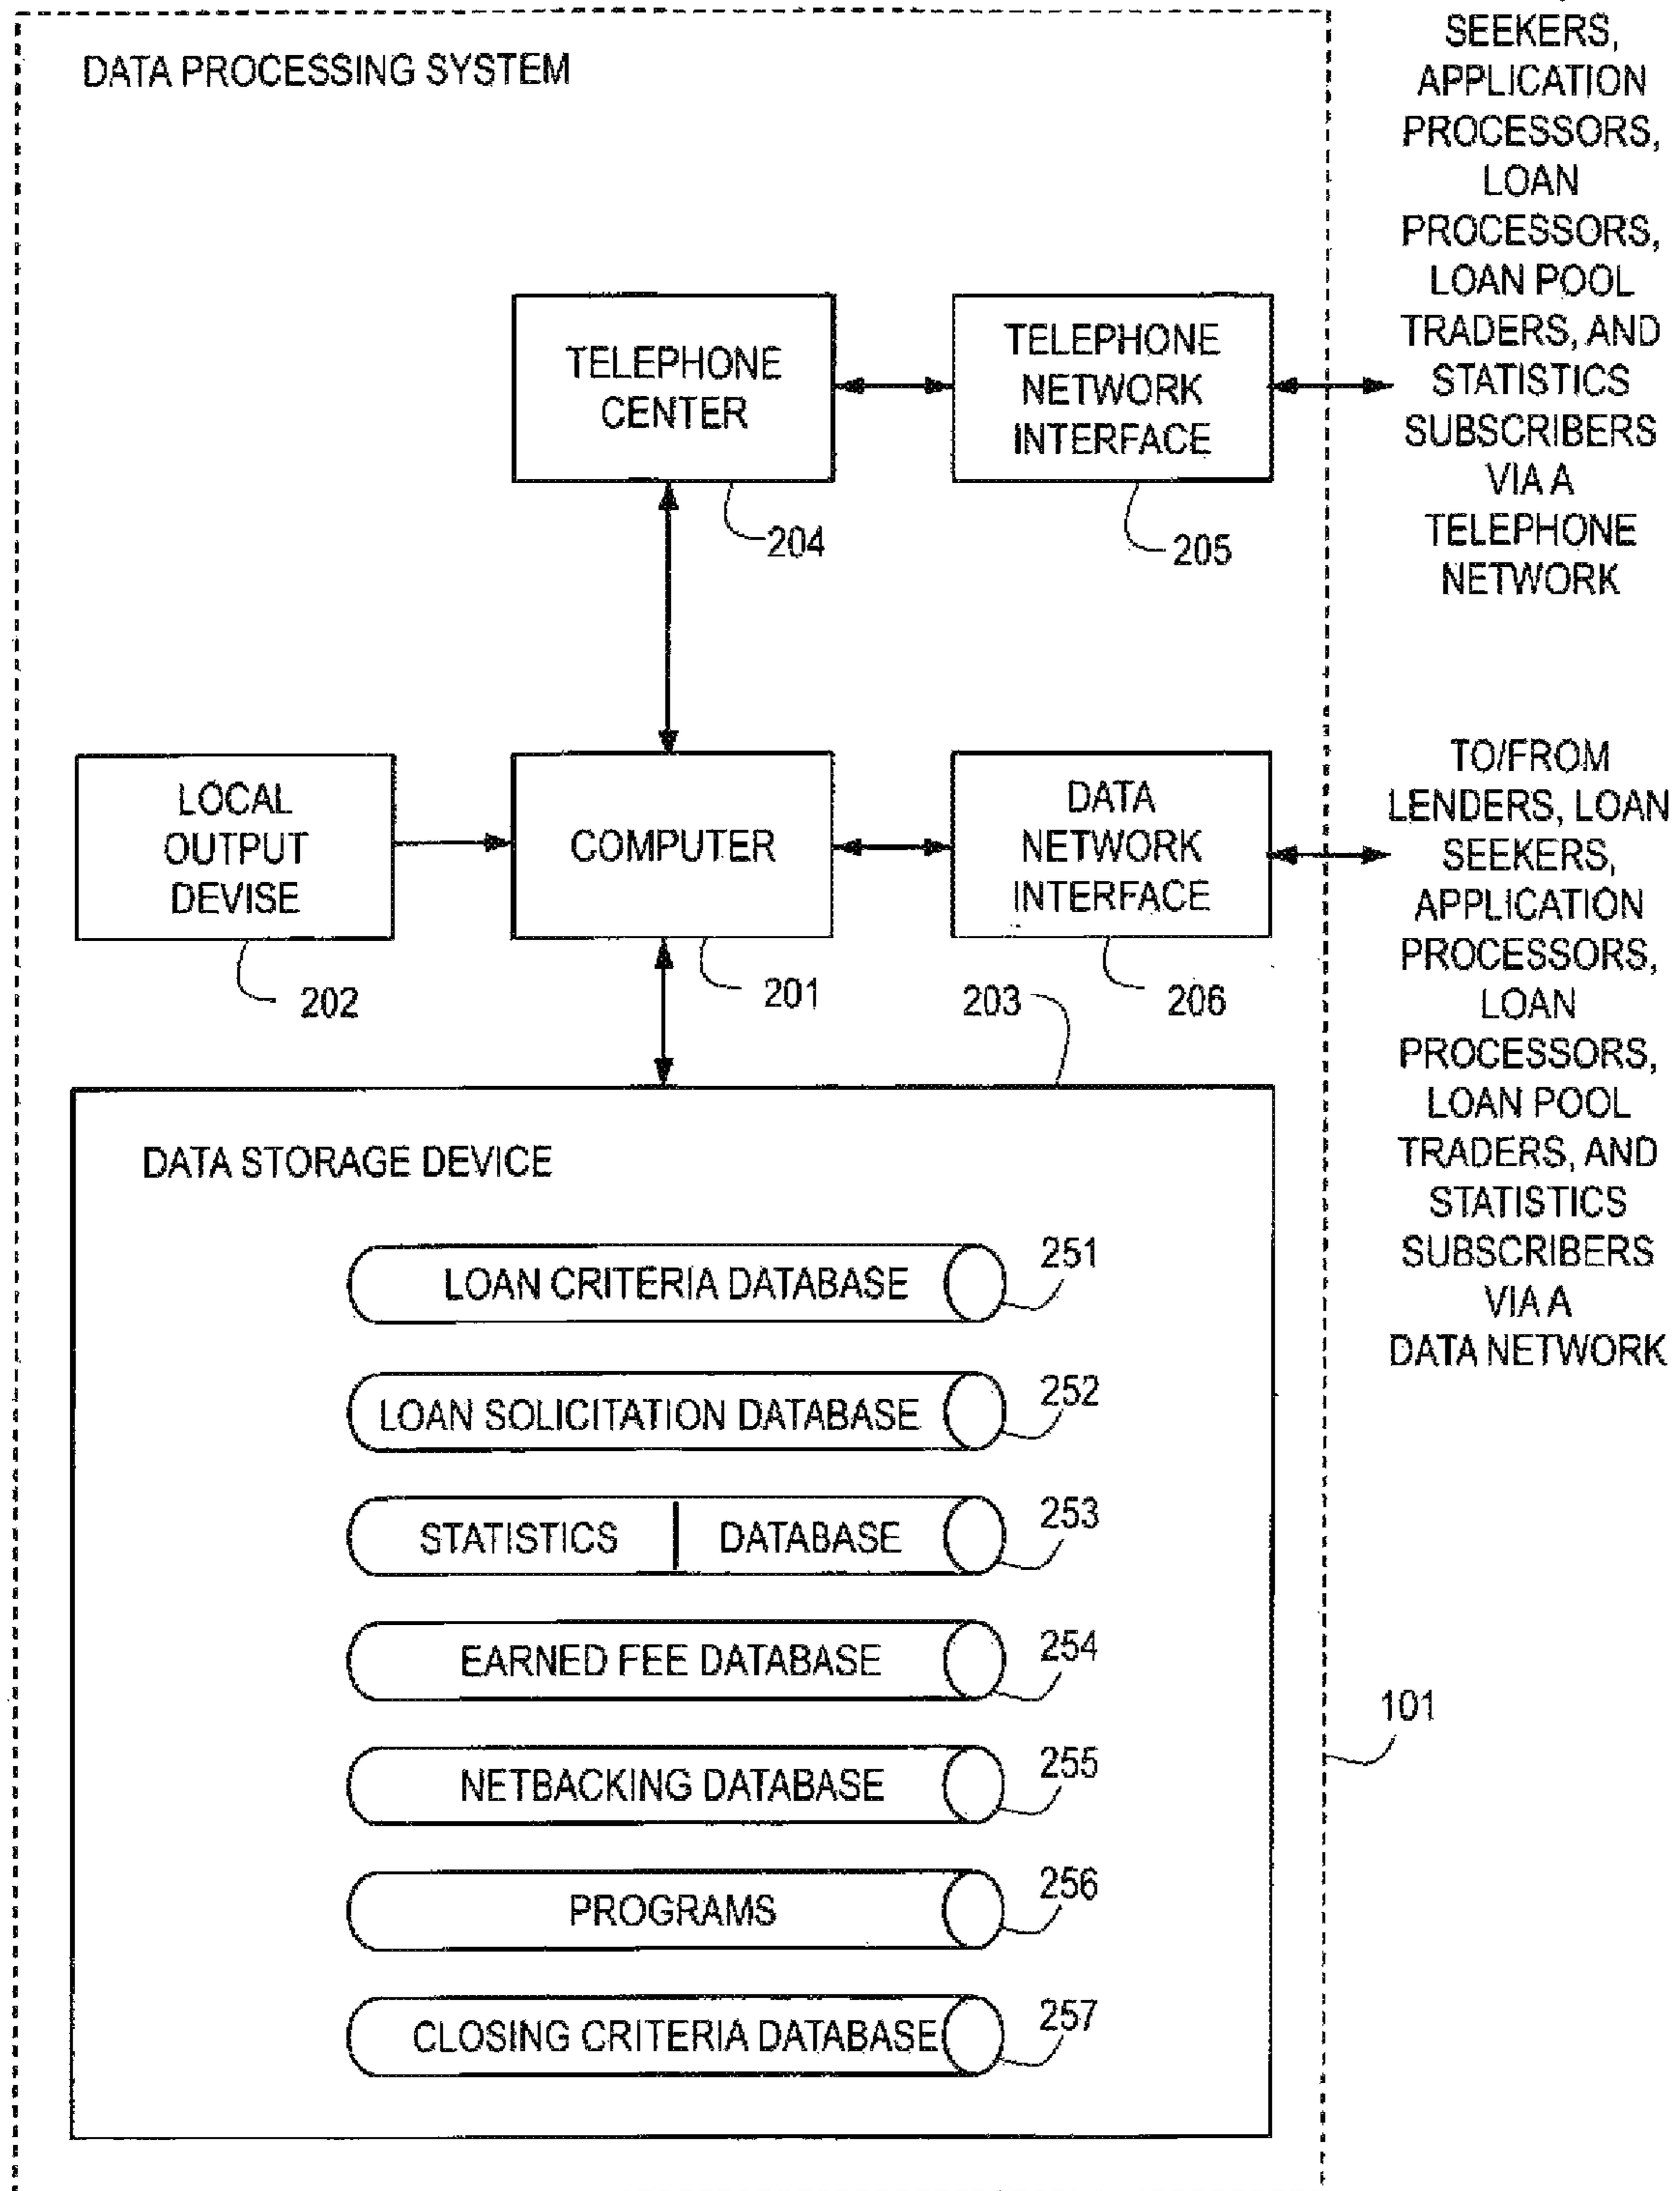 DATA PROCESSING SYSTEM
SEEKERS,
APPLICATION
PROCESSORS,
LOAN
PROCESSORS,
LOAN POOL
TRADERS, AND
STATISTICS
SUBSCRIBERS
VIA A
TELEPHONE
NETWORK
TELEPHONE
CENTER
204
TELEPHONE
NETWORK
INTERFACE
205
LOCAL
OUTPUT
DEVISE
202
COMPUTER
201
DATA
NETWORK
INTERFACE
206
TO/FROM
LENDERS, LOAN
SEEKERS,
APPLICATION
PROCESSORS,
LOAN
PROCESSORS,
LOAN POOL
TRADERS, AND
STATISTICS
SUBSCRIBERS
VIA A
DATA NETWORK
203
DATA STORAGE DEVICE
LOAN CRITERIA DATABASE
251
LOAN SOLICITATION DATABASE
252
STATISTICS DATABASE
253
EARNED FEE DATABASE
254
NETBACKING DATABASE
255
PROGRAMS
256
CLOSING CRITERIA DATABASE
257
101